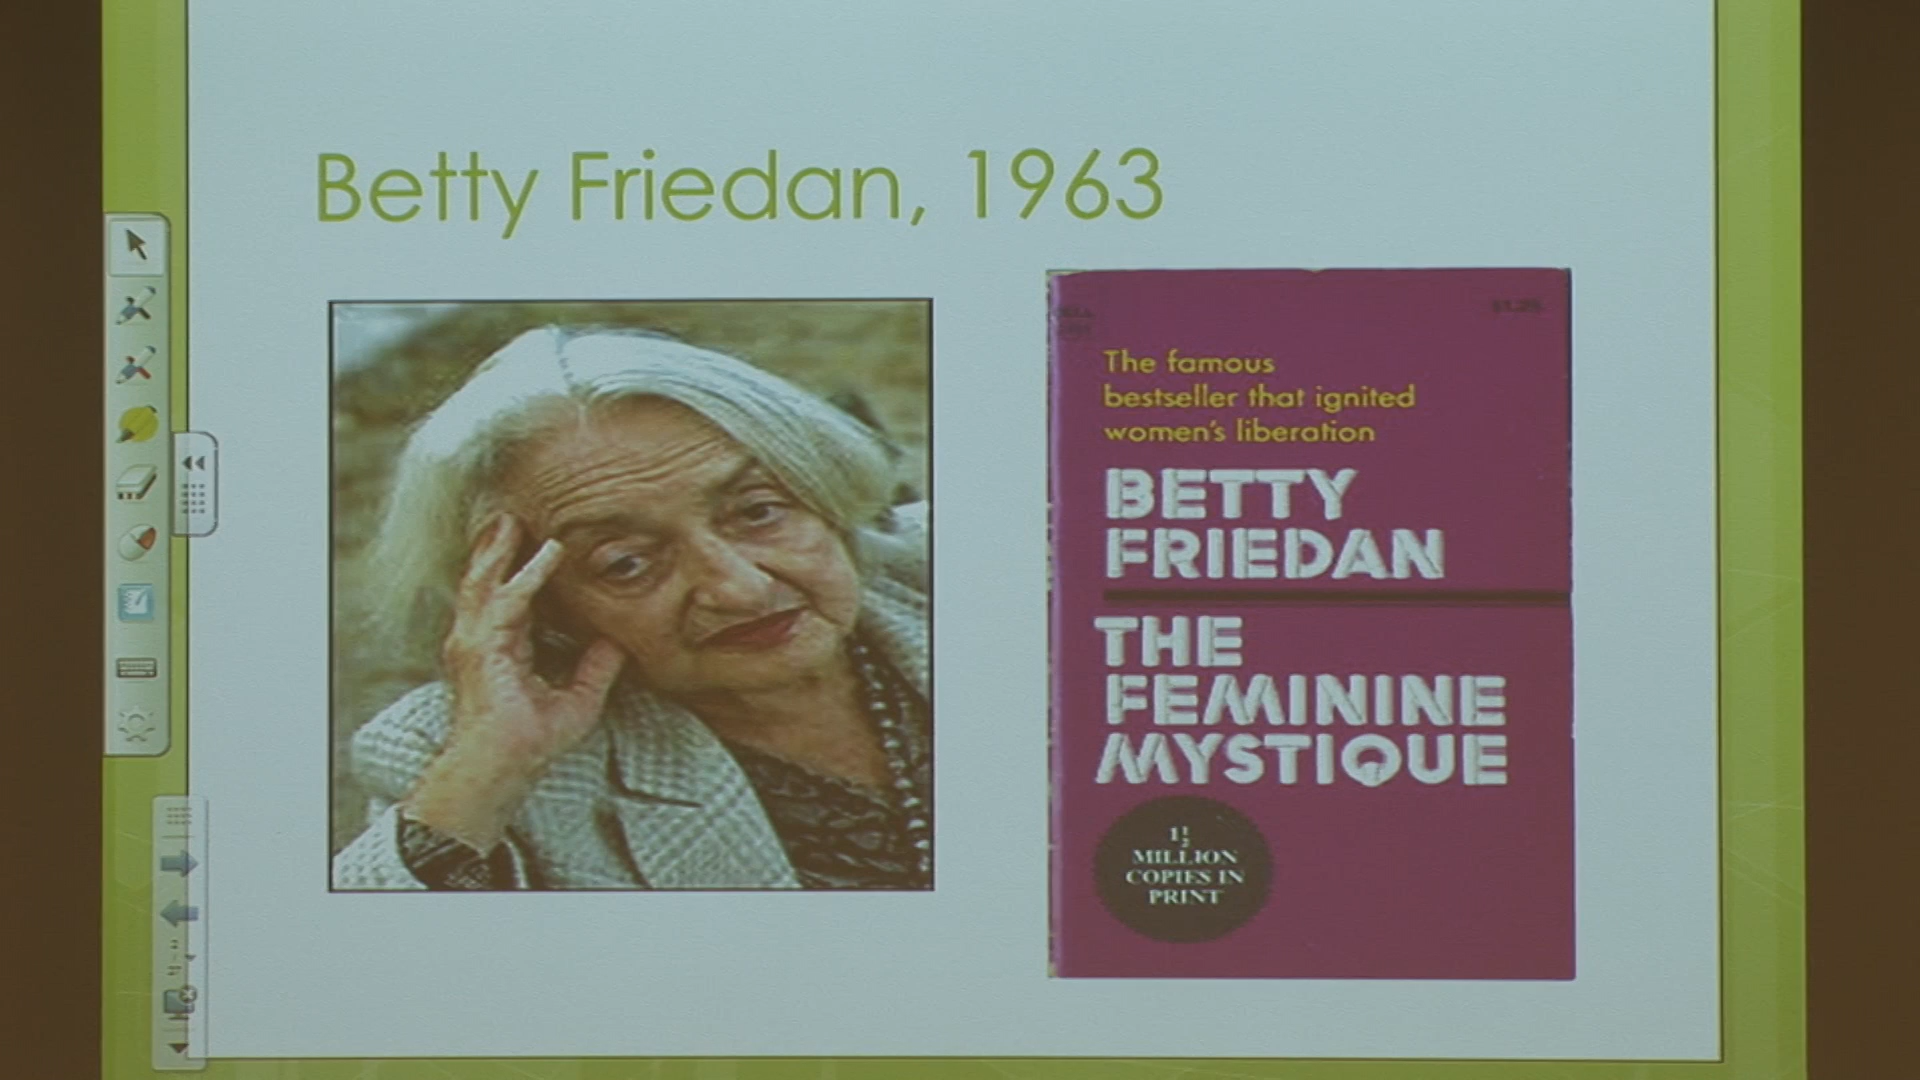 Betty Friedan, 1963
The famous
bestseller that ignited
women's liberation
BETTY
FRIEDAN
THE
FEMININE
MYSTIQUE
1½
MILLION
COPIES IN
PRINT